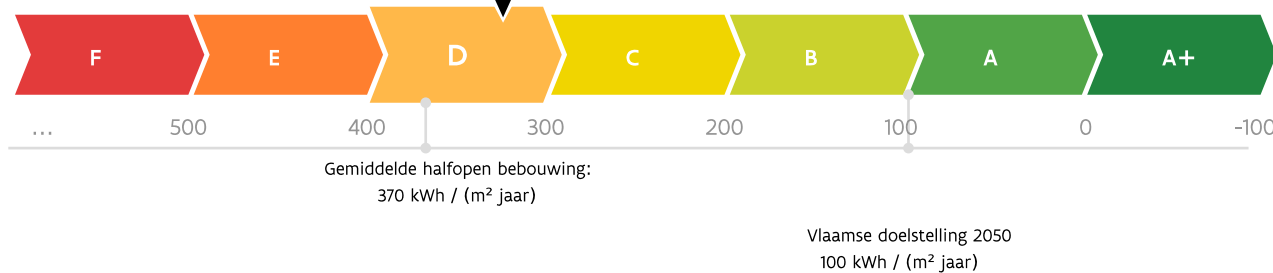 F E D C B A A+
... 500 400 300 200 100 0 -100
Gemiddelde halfopen bebouwing:
370 kWh / (m² jaar)
Vlaamse doelstelling 2050
100 kWh / (m² jaar)